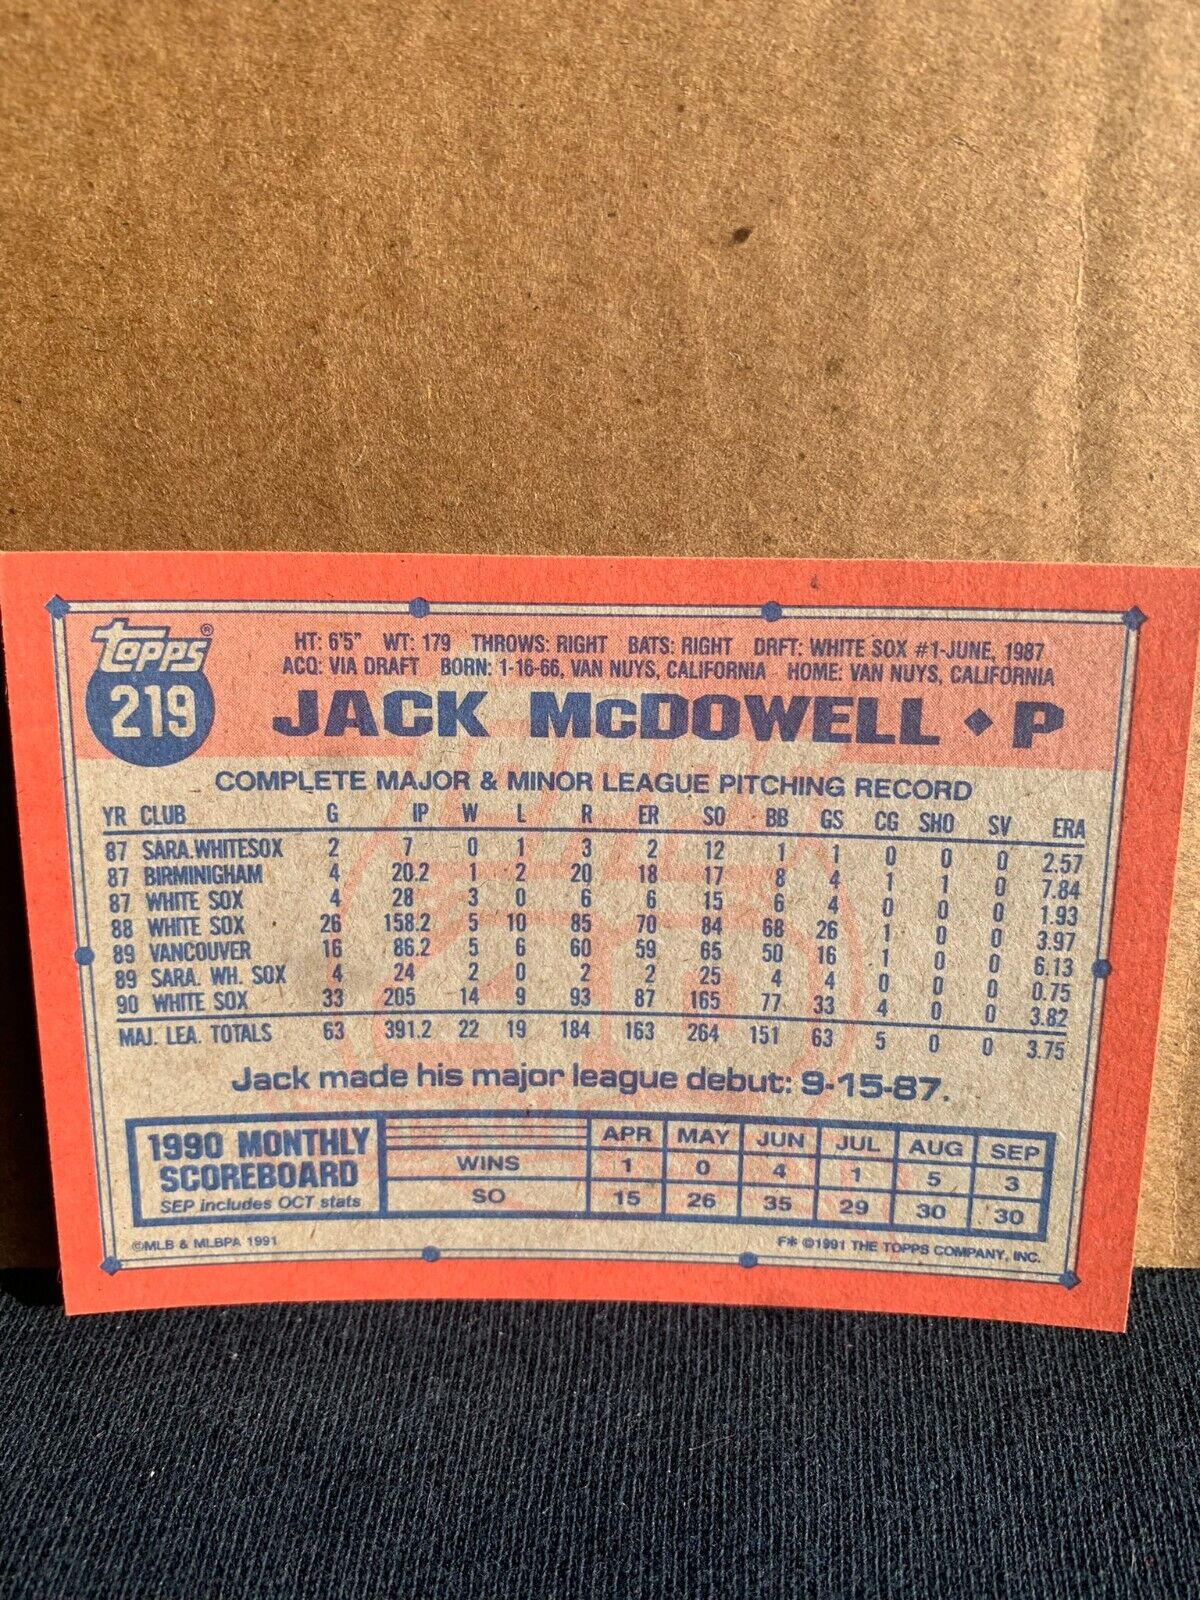 topps®
219
HT: 6'5" WT: 179 THROWS: RIGHT BATS: RIGHT DRFT: WHITE SOX #1-JUNE, 1987
ACQ: VIA DRAFT BORN: 1-16-66, VAN NUYS, CALIFORNIA HOME: VAN NUYS, CALIFORNIA
JACK McDOWELL ◆ P
COMPLETE MAJOR & MINOR LEAGUE PITCHING RECORD
YR CLUB G IP W L R ER SO BB GS CG SHO SV ERA
87 SARA.WHITESOX 2 7 0 1 3 2 12 1 1 0 0 0 2.57
87 BIRMINIGHAM 4 20.2 1 2 20 18 17 8 4 1 1 0 7.84
87 WHITE SOX 4 28 3 0 6 6 15 6 4 0 0 0 1.93
88 WHITE SOX 26 158.2 5 10 85 70 84 68 26 1 0 0 3.97
89 VANCOUVER 16 86.2 5 6 60 59 65 50 16 1 0 0 6.13
89 SARA. WH. SOX 4 24 2 0 2 2 25 4 4 0 0 0 0.75
90 WHITE SOX 33 205 14 9 93 87 165 77 33 4 0 0 3.82
MAJ. LEA. TOTALS 63 391.2 22 19 184 163 264 151 63 5 0 0 3.75
Jack made his major league debut: 9-15-87.
1990 MONTHLY
SCOREBOARD
SEP includes OCT stats
APR MAY JUN JUL AUG SEP
WINS 1 0 4 1 5 3
SO 15 26 35 29 30 30
©MLB & MLBPA 1991
F* ©1991 THE TOPPS COMPANY, INC.